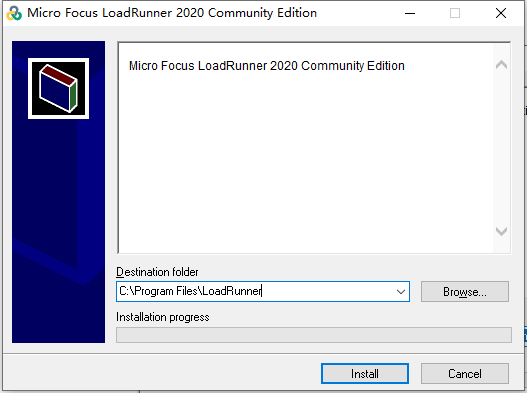 Micro Focus LoadRunner 2020 Community Edition
Micro Focus LoadRunner 2020 Community Edition
Destination folder
C:\Program Files\LoadRunner
Browse...
Installation progress
Install
Cancel